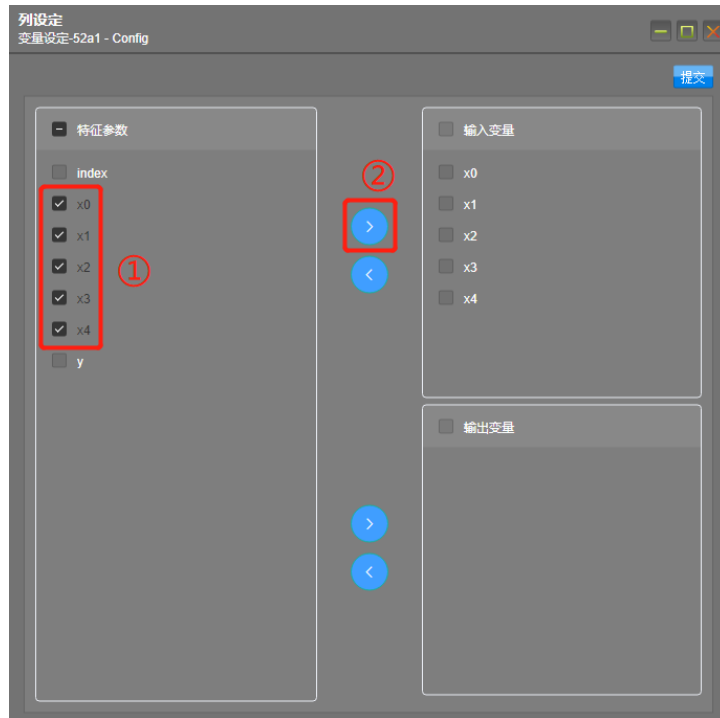 列设定
变量设定-52a1 - Config
提交
特征参数
index
x0
x1
x2
x3
x4
y
①
②
输入变量
x0
x1
x2
x3
x4
输出变量